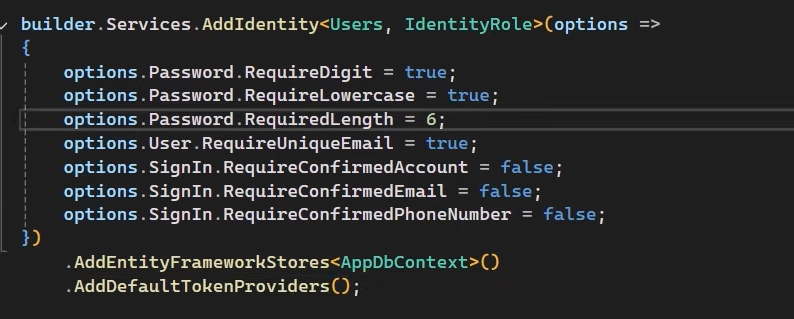 builder.Services.AddIdentity<Users, IdentityRole>(options =>
{
    options.Password.RequireDigit = true;
    options.Password.RequireLowercase = true;
    options.Password.RequiredLength = 6;
    options.User.RequireUniqueEmail = true;
    options.SignIn.RequireConfirmedAccount = false;
    options.SignIn.RequireConfirmedEmail = false;
    options.SignIn.RequireConfirmedPhoneNumber = false;
})
    .AddEntityFrameworkStores<AppDbContext>()
    .AddDefaultTokenProviders();